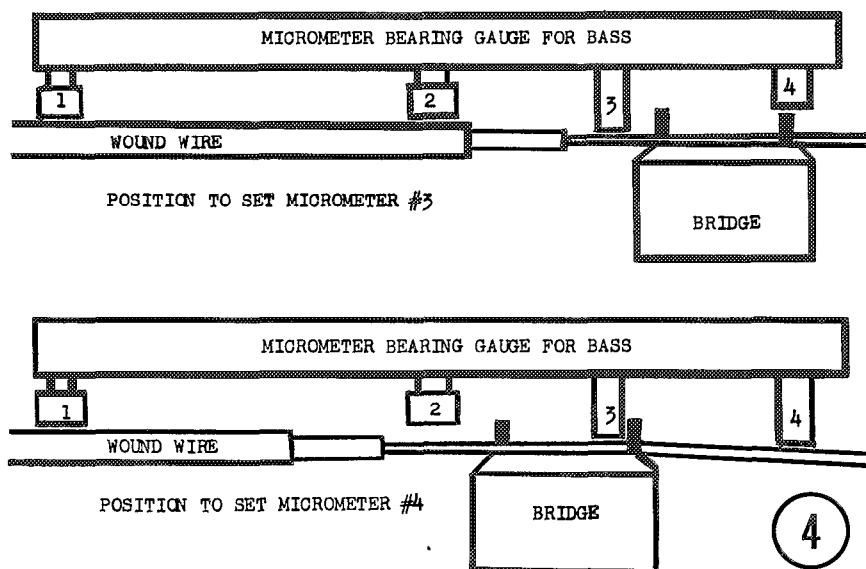 MICROMETER BEARING GAUGE FOR BASS
1 2 3 4
WOUND WIRE
POSITION TO SET MICROMETER #3
BRIDGE
MICROMETER BEARING GAUGE FOR BASS
1 2 3 4
WOUND WIRE
POSITION TO SET MICROMETER #4
BRIDGE
4